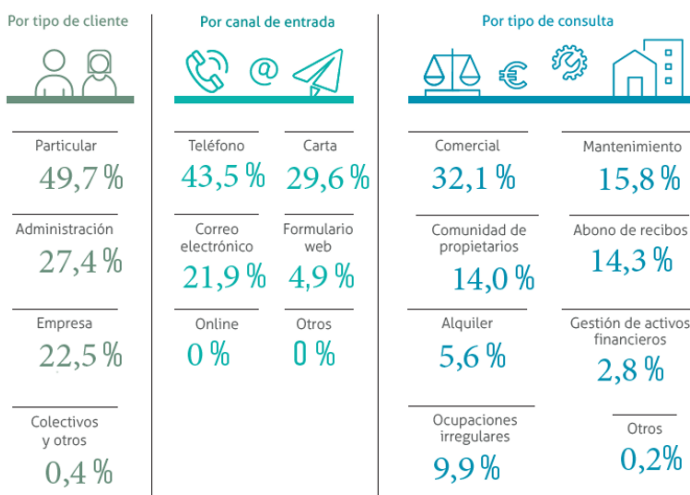 Por tipo de cliente
Particular
49,7 %
Administración
27,4 %
Empresa
22,5 %
Colectivos
y otros
0,4 %
Por canal de entrada
@
Teléfono
43,5 %
Carta
29,6 %
Correo
electrónico
21,9 %
Formulario
web
4,9 %
Online
0 %
Otros
0 %
Por tipo de consulta
€
Comercial
32,1 %
Mantenimiento
15,8 %
Comunidad de
propietarios
14,0 %
Abono de recibos
14,3 %
Alquiler
5,6 %
Gestión de activos
financieros
2,8 %
Ocupaciones
irregulares
9,9 %
Otros
0,2%